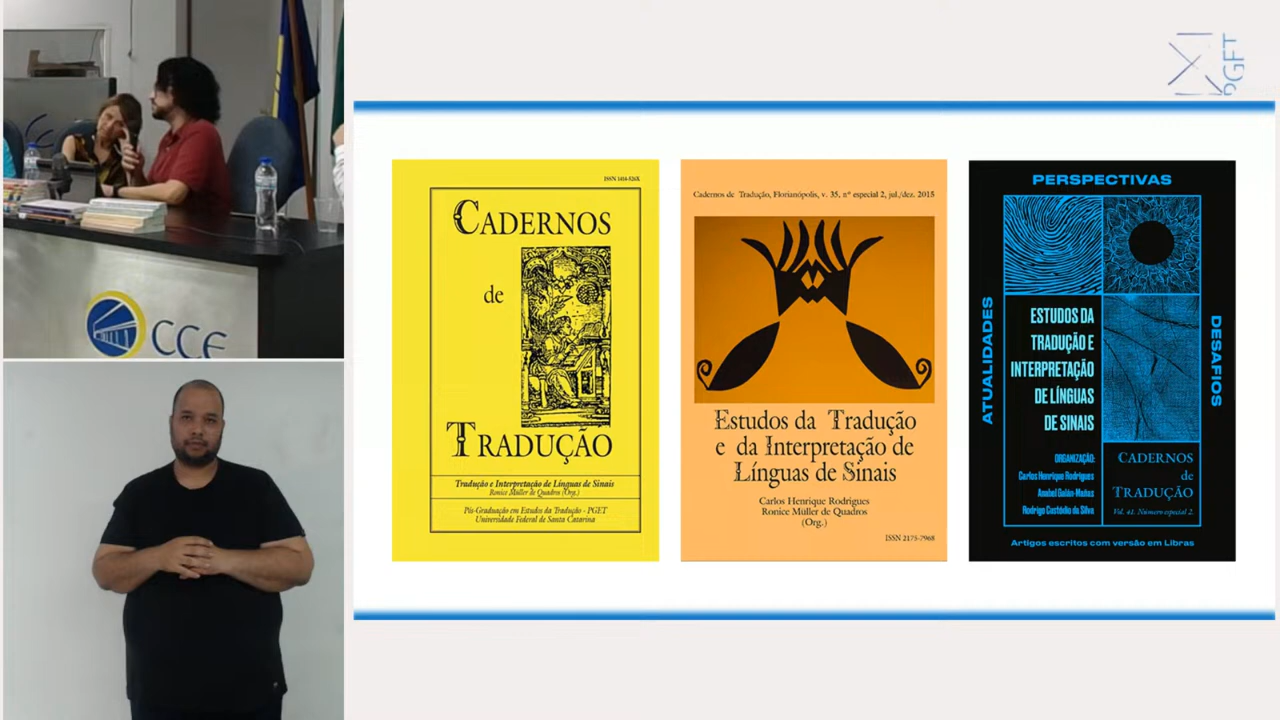 CCE
PGET
ISSN 1414-526X
CADERNOS
de
TRADUÇÃO
Tradução e Interpretação de Línguas de Sinais
Ronice Müller de Quadros (Org.)
Pós-Graduação em Estudos da Tradução - PGET
Universidade Federal de Santa Catarina
Cadernos de Tradução, Florianópolis, v. 35, nº especial 2, jul./dez. 2015
Estudos da Tradução
e da Interpretação de
Línguas de Sinais
Carlos Henrique Rodrigues
Ronice Müller de Quadros
(Org.)
ISSN 2175-7968
PERSPECTIVAS
ATUALIDADES
DESAFIOS
ESTUDOS DA
TRADUÇÃO E
INTERPRETAÇÃO
DE LÍNGUAS
DE SINAIS
ORGANIZAÇÃO:
Carlos Henrique Rodrigues
Anabel Galán-Mañas
Rodrigo Custódio da Silva
CADERNOS
de
TRADUÇÃO
Vol. 41. Número especial 2.
Artigos escritos com versão em Libras